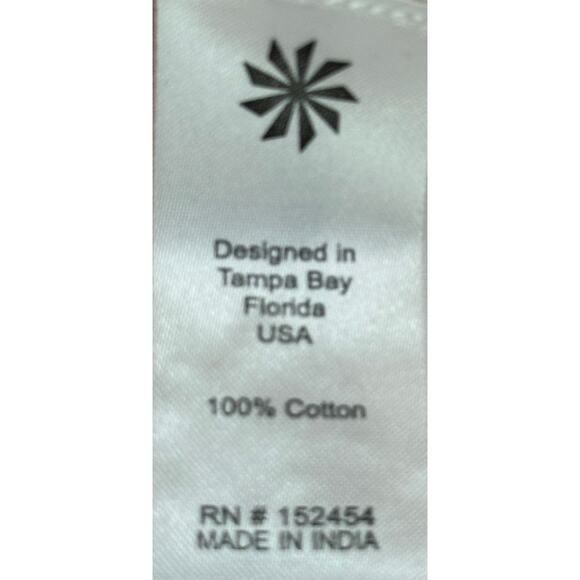 Designed in
Tampa Bay
Florida
USA
100% Cotton
RN # 152454
MADE IN INDIA